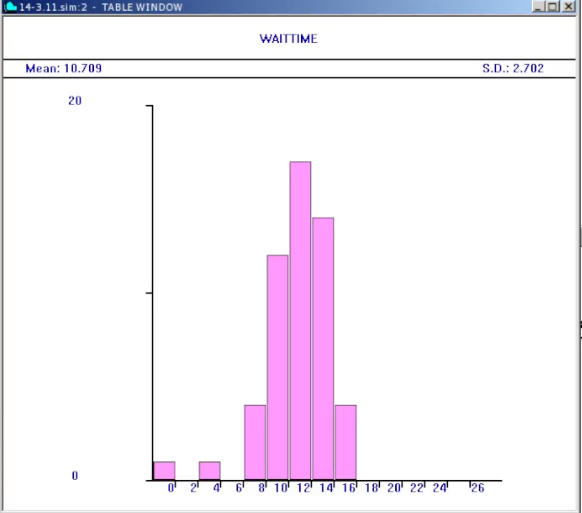 14-3.11.sim:2 - TABLE WINDOW
WAITTIME
Mean: 10.709 S.D.: 2.702
20
0
0 2 4 6 8 10 12 14 16 18 20 22 24 26